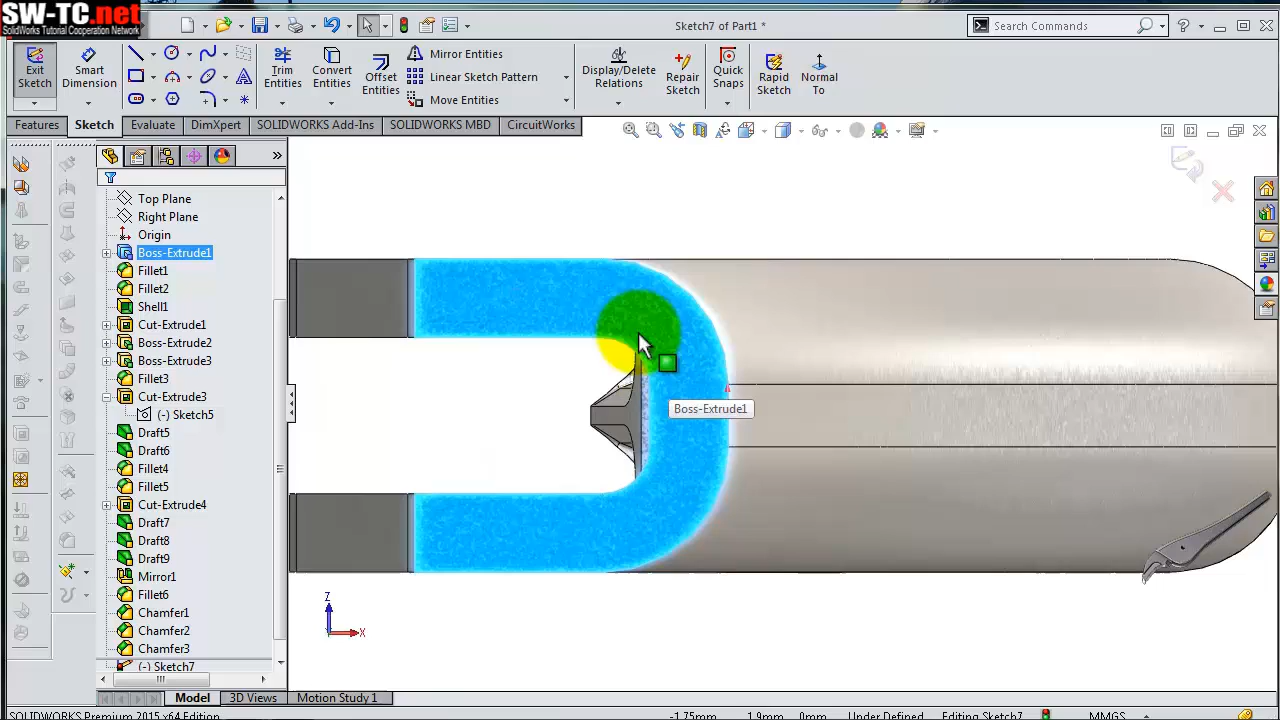 SW-TC.net
SolidWorks Tutorial Cooperation Network
Sketch7 of Part1
Search Commands
Exit Sketch
Smart Dimension
Trim Entities
Convert Entities
Offset Entities
Mirror Entities
Linear Sketch Pattern
Move Entities
Display/Delete Relations
Repair Sketch
Quick Snaps
Rapid Sketch
Normal To
Features
Sketch
Evaluate
DimXpert
SOLIDWORKS Add-Ins
SOLIDWORKS MBD
CircuitWorks
Top Plane
Right Plane
Origin
Boss-Extrude1
Fillet1
Fillet2
Shell1
Cut-Extrude1
Boss-Extrude2
Boss-Extrude3
Fillet3
Cut-Extrude3
(-) Sketch5
Draft5
Draft6
Fillet4
Fillet5
Cut-Extrude4
Draft7
Draft8
Draft9
Mirror1
Fillet6
Chamfer1
Chamfer2
Chamfer3
(-) Sketch7
Boss-Extrude1
Z
X
Model
3D Views
Motion Study 1
SOLIDWORKS Premium 2015 x64 Edition
-1.75mm
1.9mm
0mm
Under Defined
Editing Sketch7
MMGS